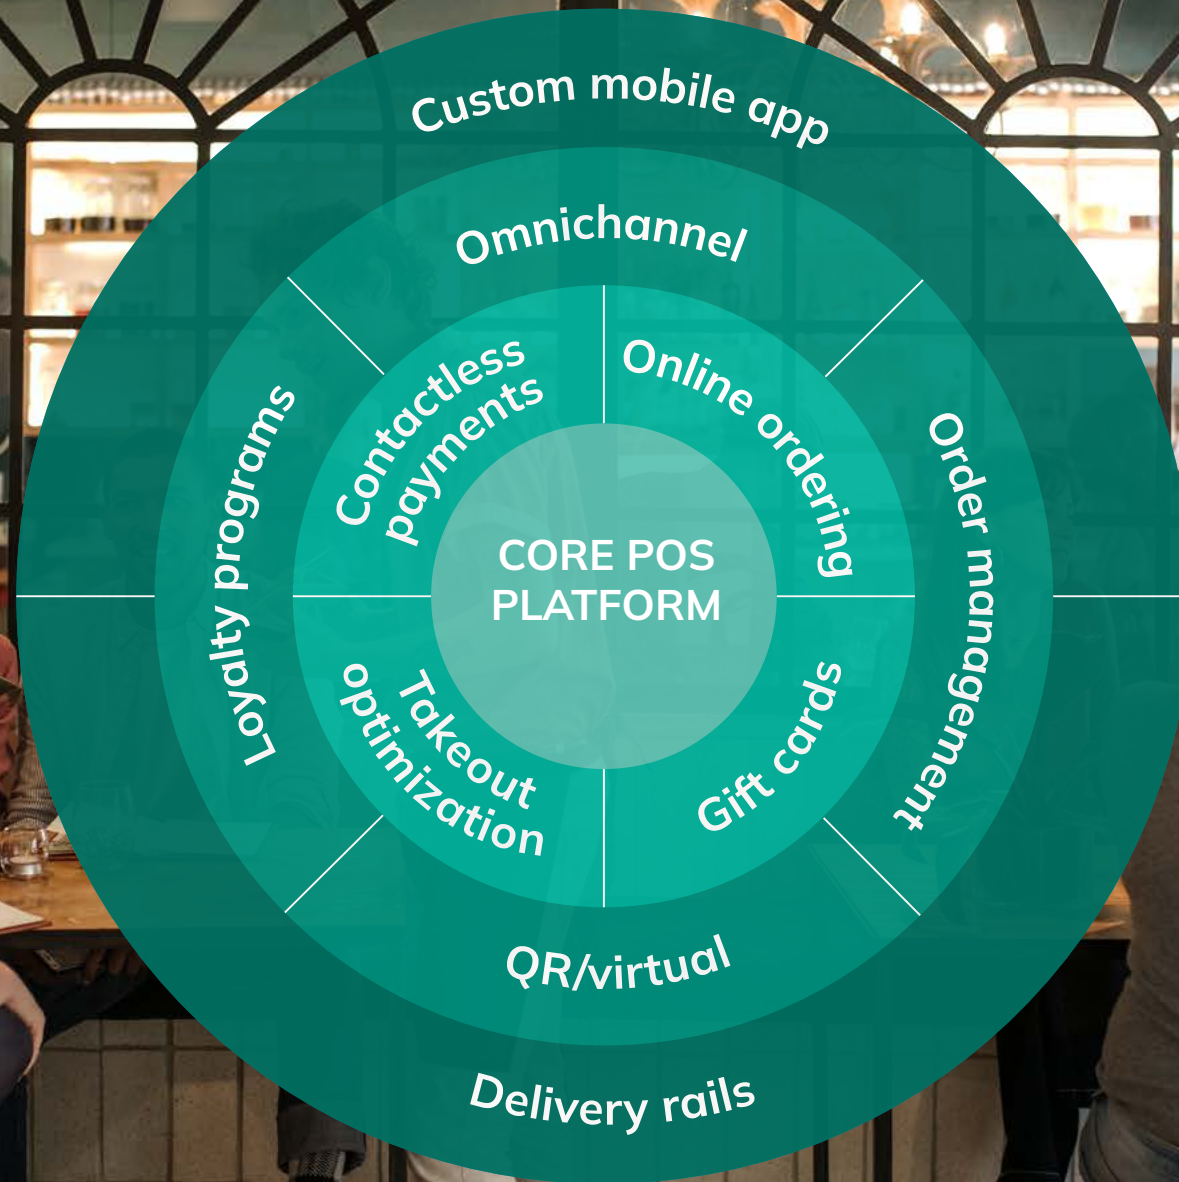 Custom mobile app
Omnichannel
Contactless
payments
Online ordering
Loyalty programs
CORE POS
PLATFORM
Order management
Takeout
optimization
Gift cards
QR/virtual
Delivery rails